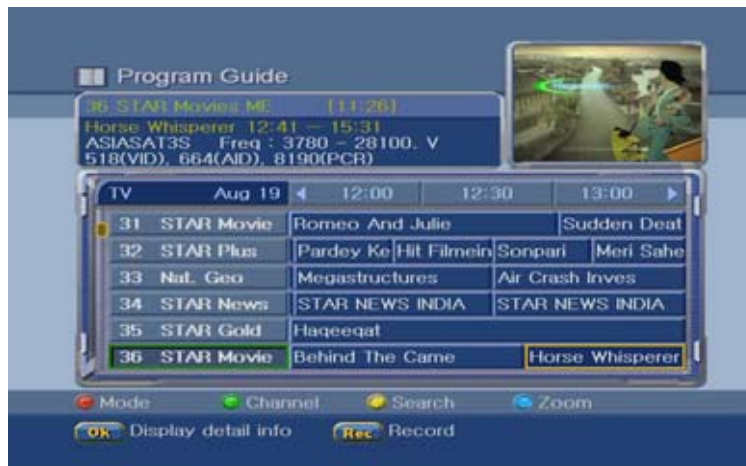 Program Guide
36 STAR Movies ME [11:26]
Horse Whisperer 12:41 - 15:31
ASIASAT3S Freq : 3780 - 28100. V
518(VID), 664(AID), 8190(PCR)
TV Aug 19 12:00 12:30 13:00
31 STAR Movie Romeo And Julie Sudden Deat
32 STAR Plus Pardey Ke Hit Filmein Sonpari Meri Sahe
33 Nat. Geo Megastructures Air Crash Inves
34 STAR News STAR NEWS INDIA STAR NEWS INDIA
35 STAR Gold Haqeeqat
36 STAR Movie Behind The Came Horse Whisperer
Mode Channel Search Zoom
Ok Display detail info Rec Record